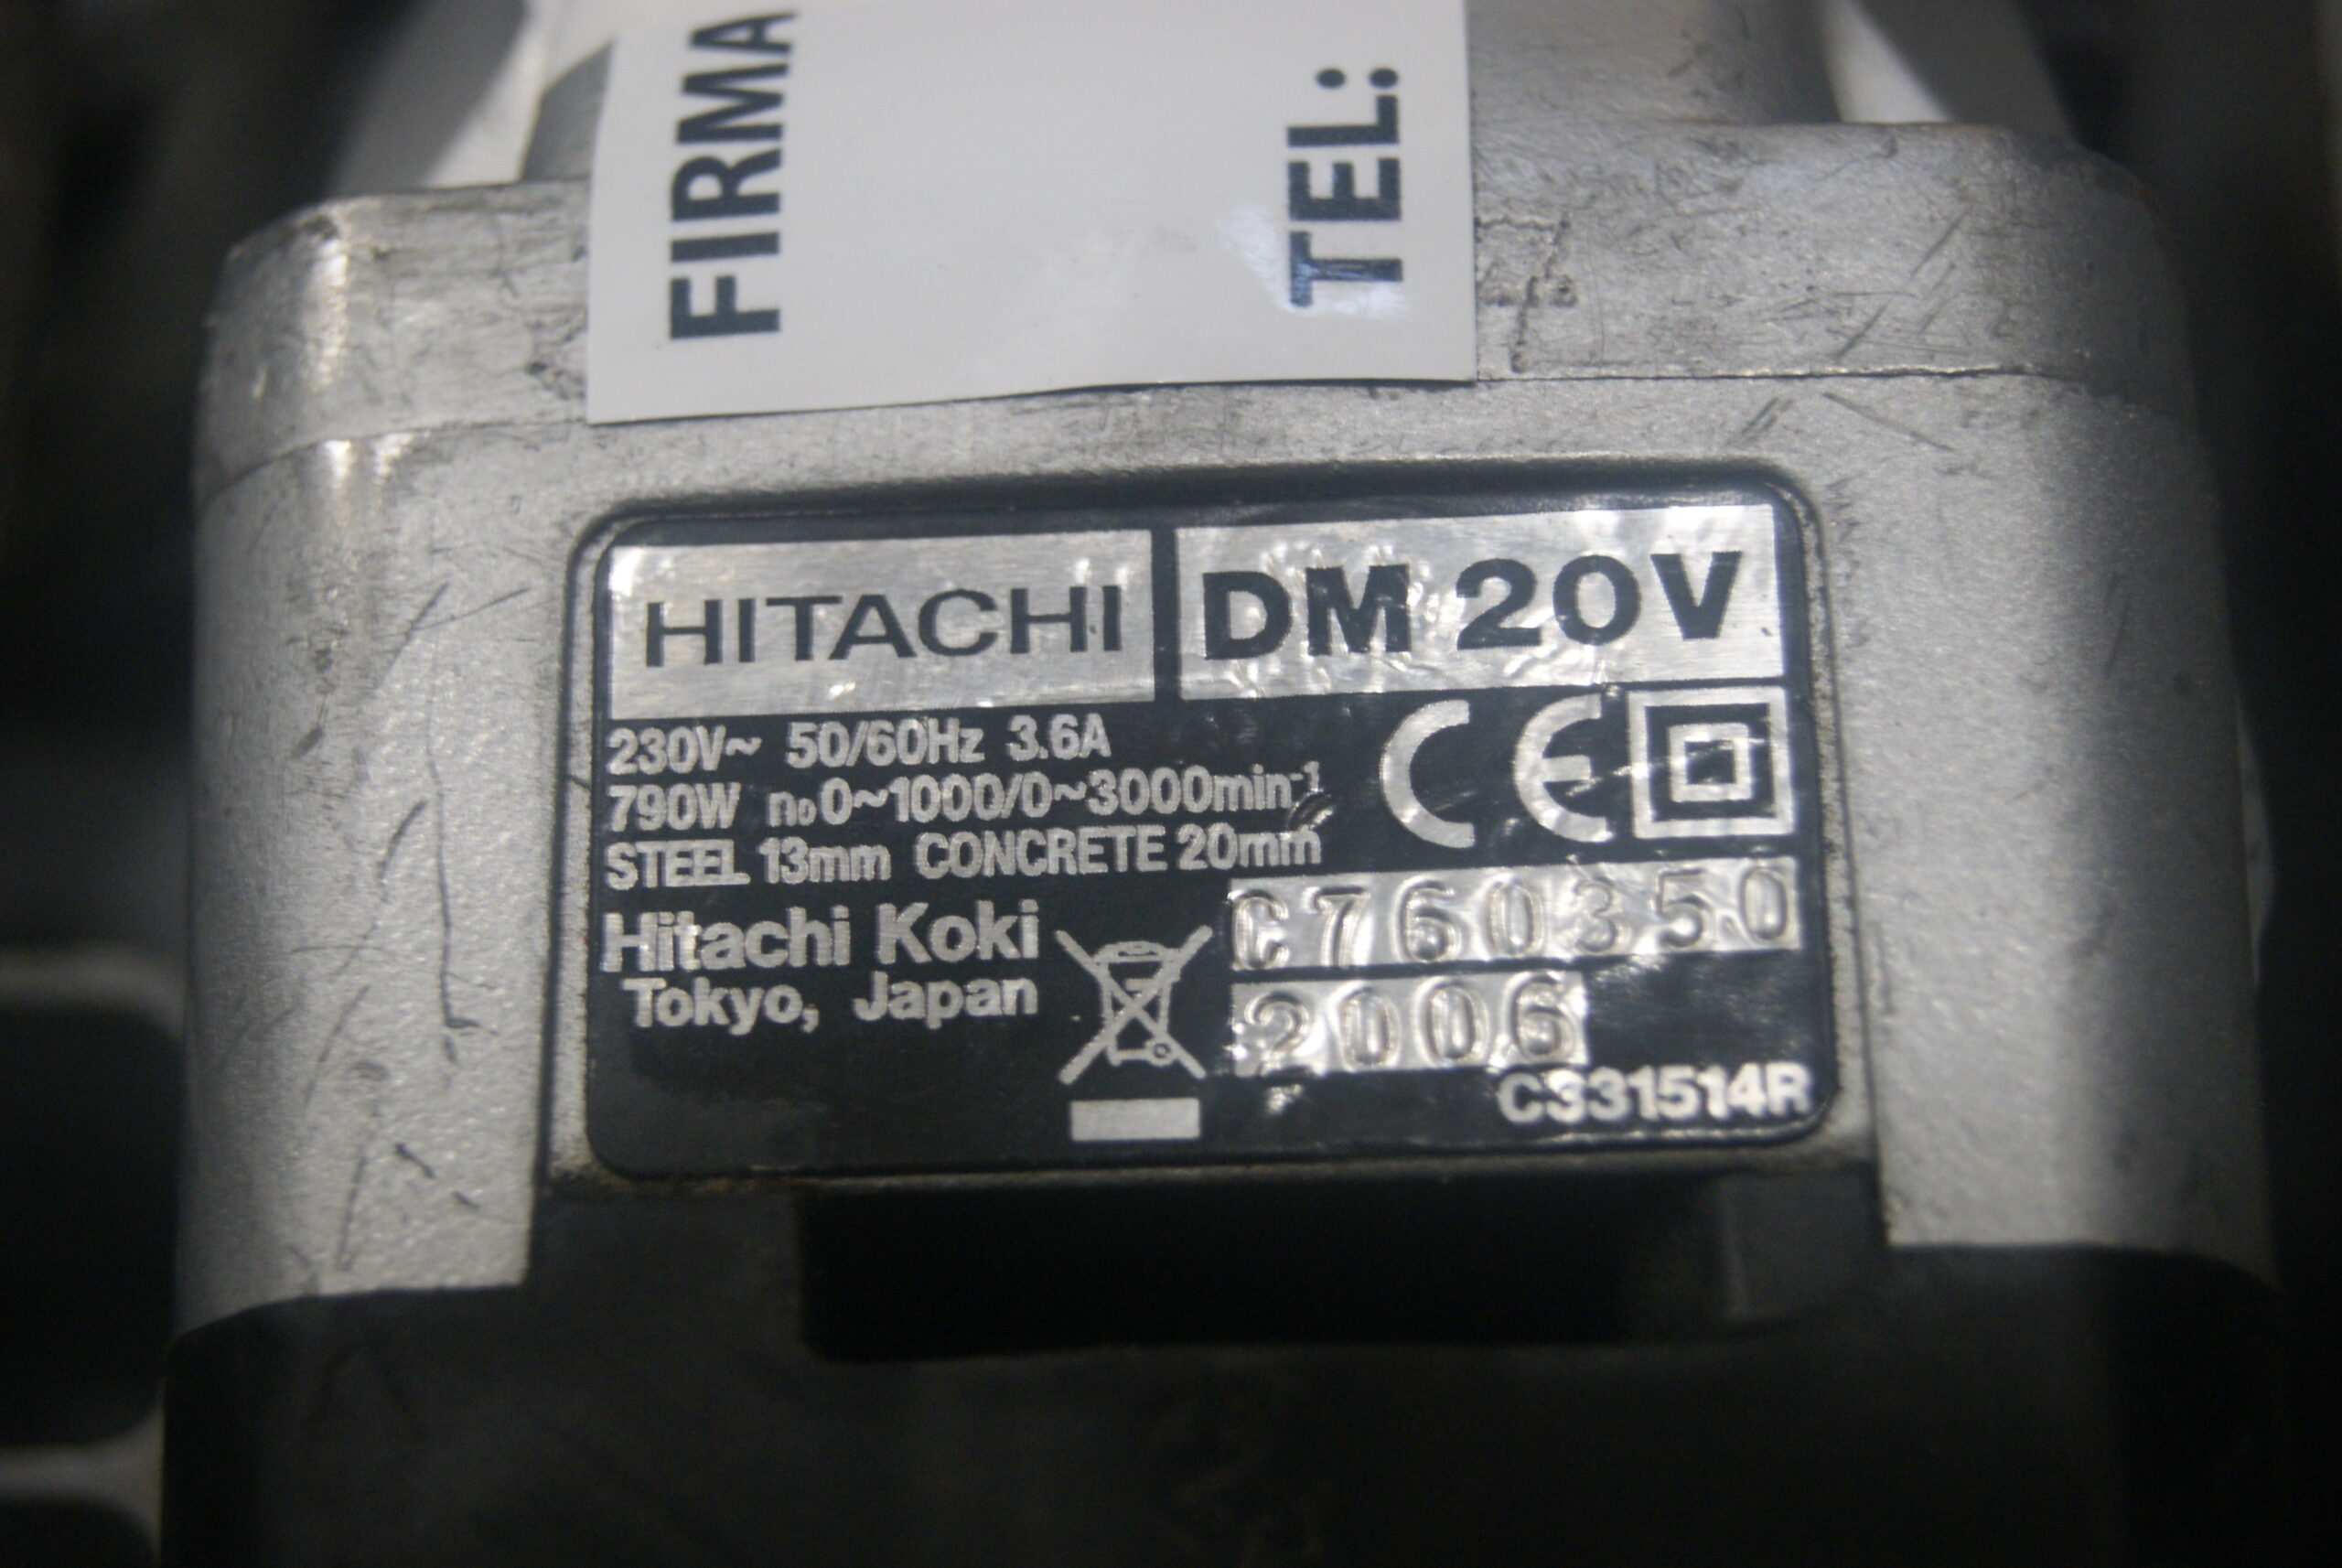 FIRMA
TEL:
HITACHI DM 20V
230V~ 50/60Hz 3.6A
790W n₀0~1000/0~3000min⁻¹
STEEL 13mm CONCRETE 20mm
CE
Hitachi Koki
Tokyo, Japan
C760350
2006
C331514R